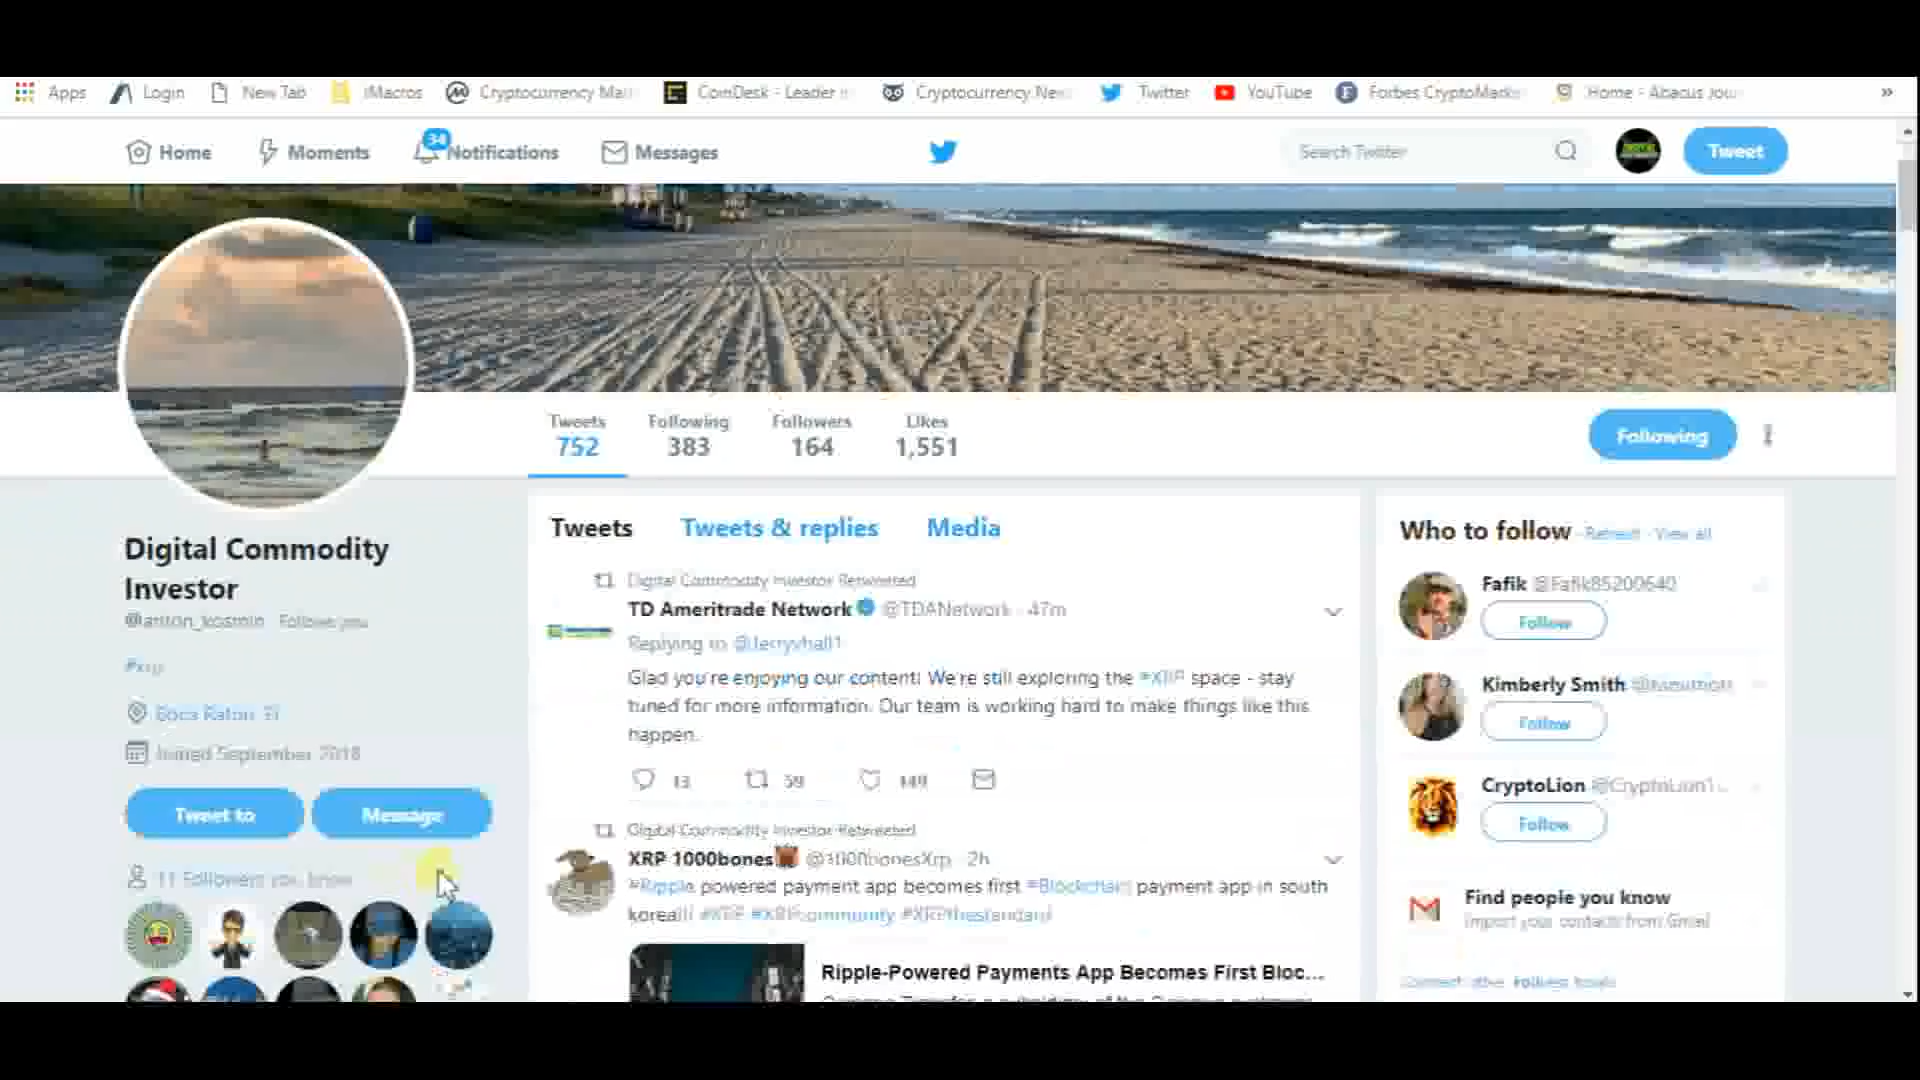 Apps Login New Tab iMacros Cryptocurrency Mar CoinDesk - Leader i Cryptocurrency New Twitter YouTube Forbes CryptoMarke Home - Abacus Jour »
Home Moments 34 Notifications Messages Search Twitter Tweet
Tweets Following Followers Likes
752 383 164 1,551
Following
Digital Commodity
Investor
@anton_kosmin Follows you
#xrp
Boca Raton, Fl
Joined September 2018
Tweet to Message
11 Followers you know
Tweets Tweets & replies Media
Digital Commodity Investor Retweeted
TD Ameritrade Network @TDANetwork · 47m
Replying to @Jerryvhall1
Glad you're enjoying our content! We're still exploring the #XRP space - stay
tuned for more information. Our team is working hard to make things like this
happen.
13 59 149
Digital Commodity Investor Retweeted
XRP 1000bones @1000bonesXrp · 2h
#Ripple powered payment app becomes first #Blockchain payment app in south
korea!!! #XRP #XRPcommunity #XRPthestandard
Ripple-Powered Payments App Becomes First Bloc...
Who to follow · Refresh · View all
Fafik @Fafik85200640
Follow
Kimberly Smith
Follow
CryptoLion @CryptoLion1...
Follow
Find people you know
Import your contacts from Gmail
Connect other address books